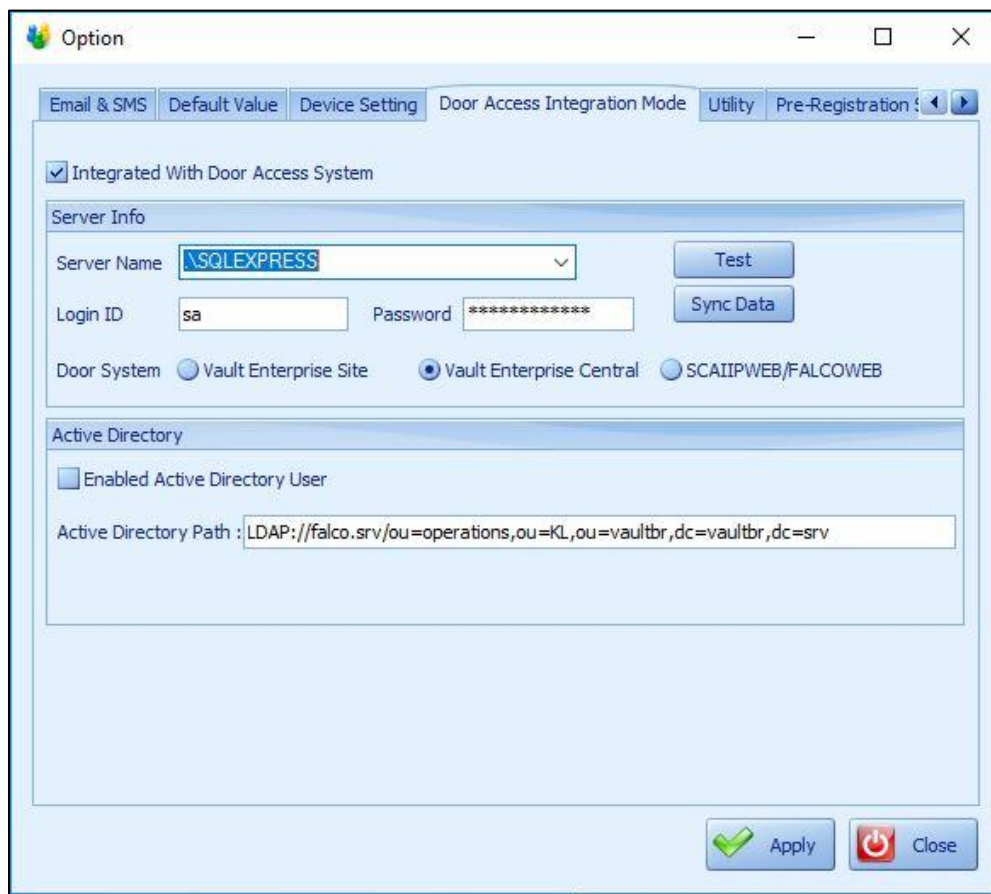 Option
Email & SMS Default Value Device Setting Door Access Integration Mode Utility Pre-Registration
Integrated With Door Access System
Server Info
Server Name .\SQLEXPRESS Test
Login ID sa Password ************ Sync Data
Door System Vault Enterprise Site Vault Enterprise Central SCAIIPWEB/FALCOWEB
Active Directory
Enabled Active Directory User
Active Directory Path : LDAP://falco.srv/ou=operations,ou=KL,ou=vaultbr,dc=vaultbr,dc=srv
Apply Close